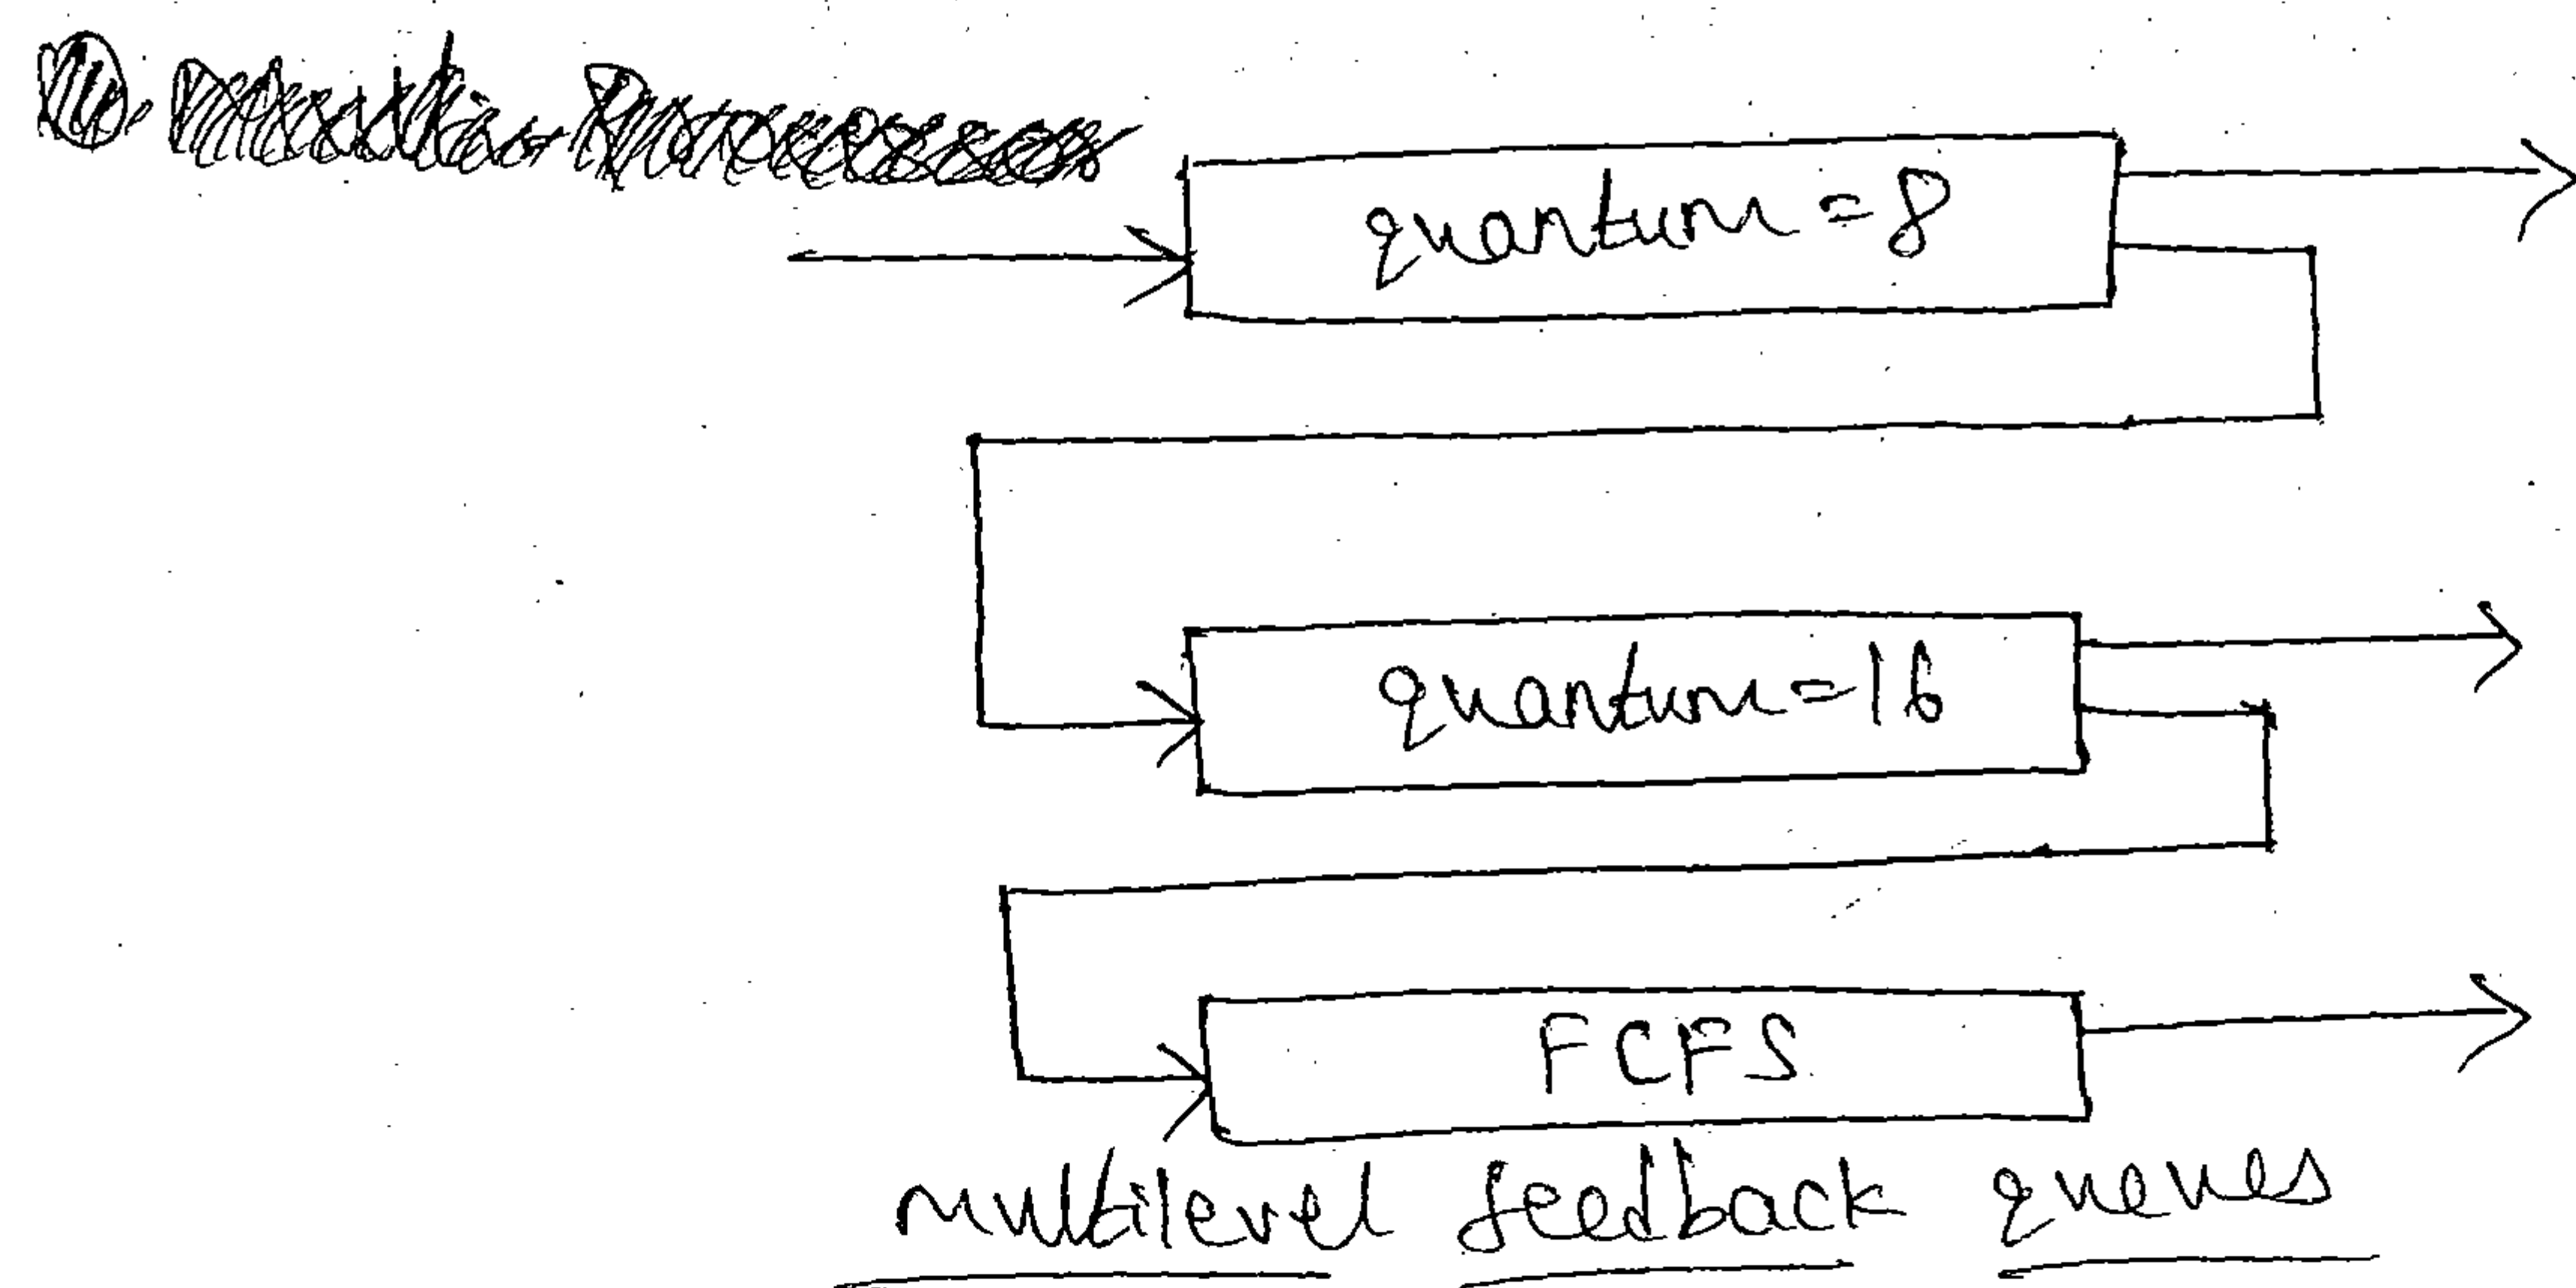 quantum = 8
quantum = 16
FCFS
multilevel feedback queues